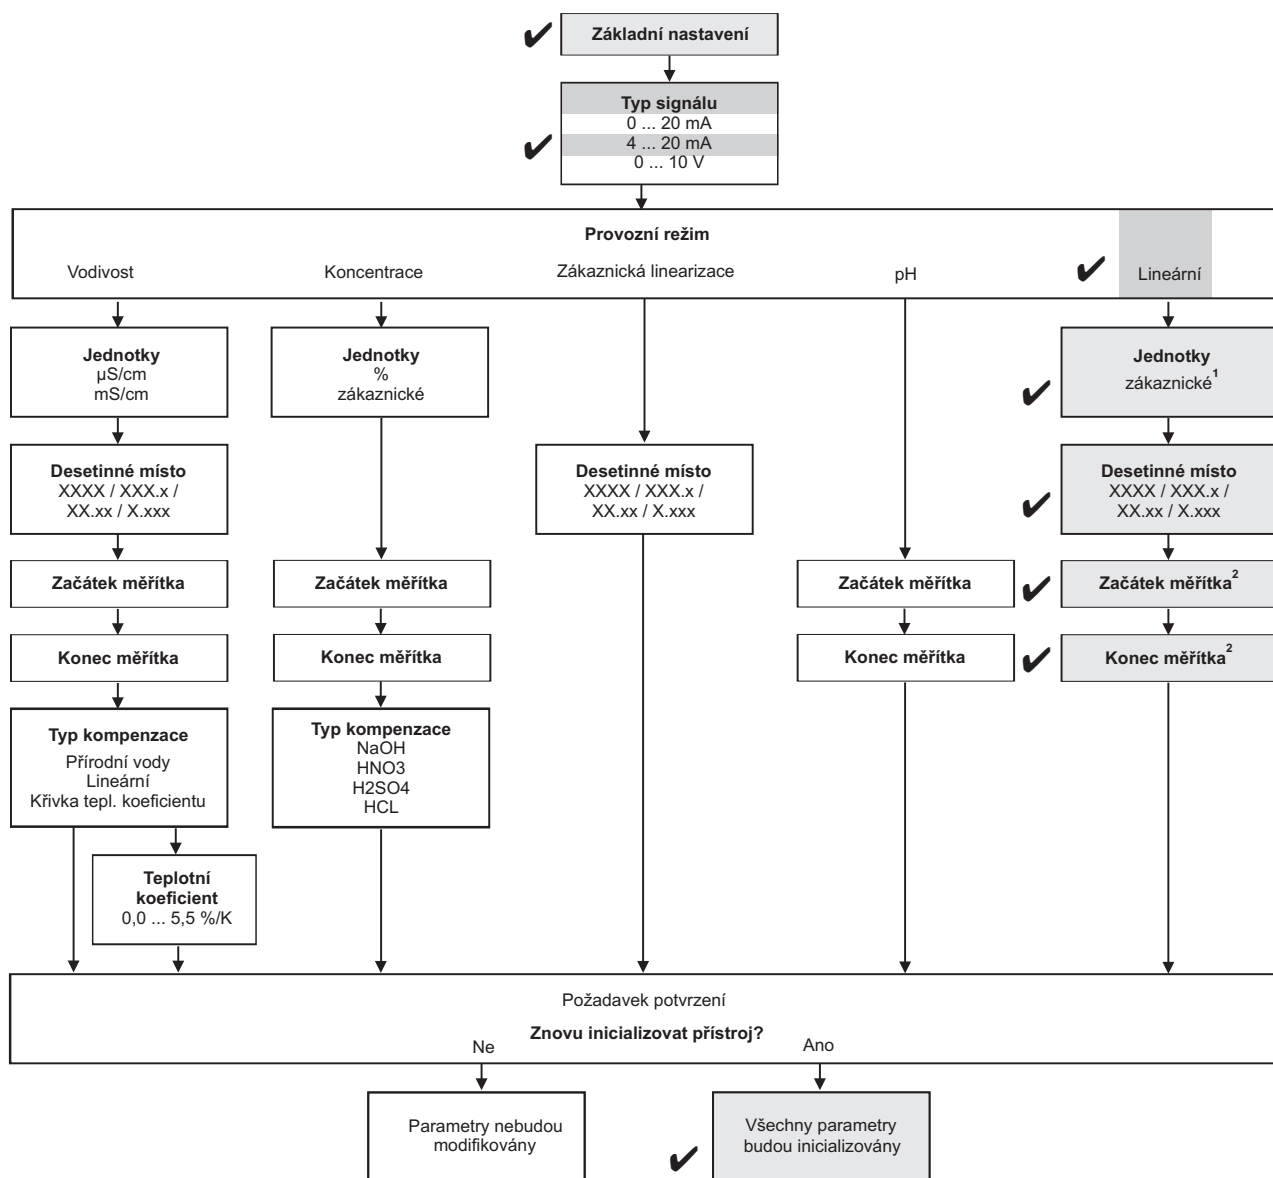 Základní nastavení
Typ signálu
0 ... 20 mA
4 ... 20 mA
0 ... 10 V
Provozní režim
Vodivost
Koncentrace
Zákaznická linearizace
pH
Lineární
Jednotky
µS/cm
mS/cm
Jednotky
%
zákaznické
Jednotky
zákaznické¹
Desetinné místo
XXXX / XXX.x /
XX.xx / X.xxx
Desetinné místo
XXXX / XXX.x /
XX.xx / X.xxx
Desetinné místo
XXXX / XXX.x /
XX.xx / X.xxx
Začátek měřítka
Začátek měřítka
Začátek měřítka
Začátek měřítka²
Konec měřítka
Konec měřítka
Konec měřítka
Konec měřítka²
Typ kompenzace
Přírodní vody
Lineární
Křivka tepl. koeficientu
Typ kompenzace
NaOH
HNO3
H2SO4
HCL
Teplotní
koeficient
0,0 ... 5,5 %/K
Požadavek potvrzení
Znovu inicializovat přístroj?
Ne
Ano
Parametry nebudou
modifikovány
Všechny parametry
budou inicializovány